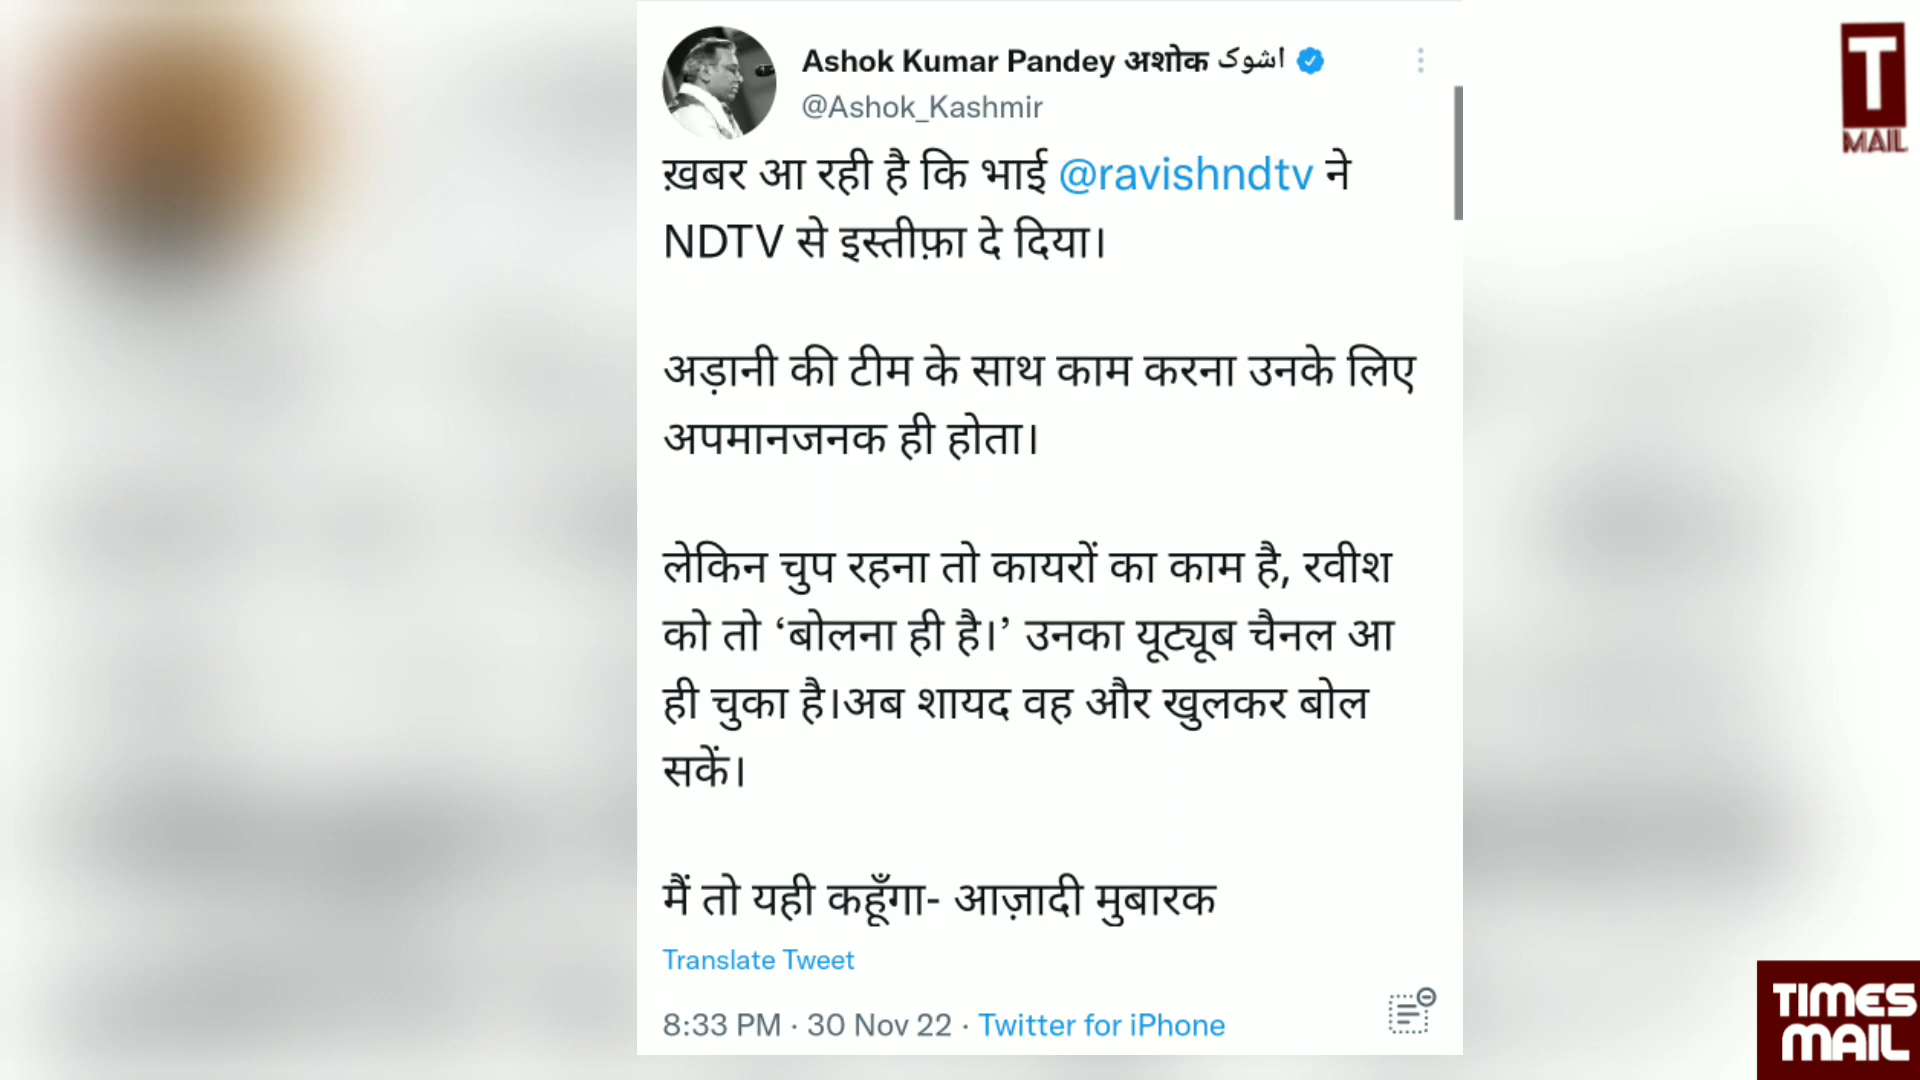 Ashok Kumar Pandey अशोक اشوک
@Ashok_Kashmir
ख़बर आ रही है कि भाई @ravishndtv ने
NDTV से इस्तीफ़ा दे दिया।
अड़ानी की टीम के साथ काम करना उनके लिए
अपमानजनक ही होता।
लेकिन चुप रहना तो कायरों का काम है, रवीश
को तो ‘बोलना ही है।’ उनका यूट्यूब चैनल आ
ही चुका है।अब शायद वह और खुलकर बोल
सकें।
मैं तो यही कहूँगा- आज़ादी मुबारक
Translate Tweet
8:33 PM · 30 Nov 22 · Twitter for iPhone
T
MAIL
TIMES
MAIL